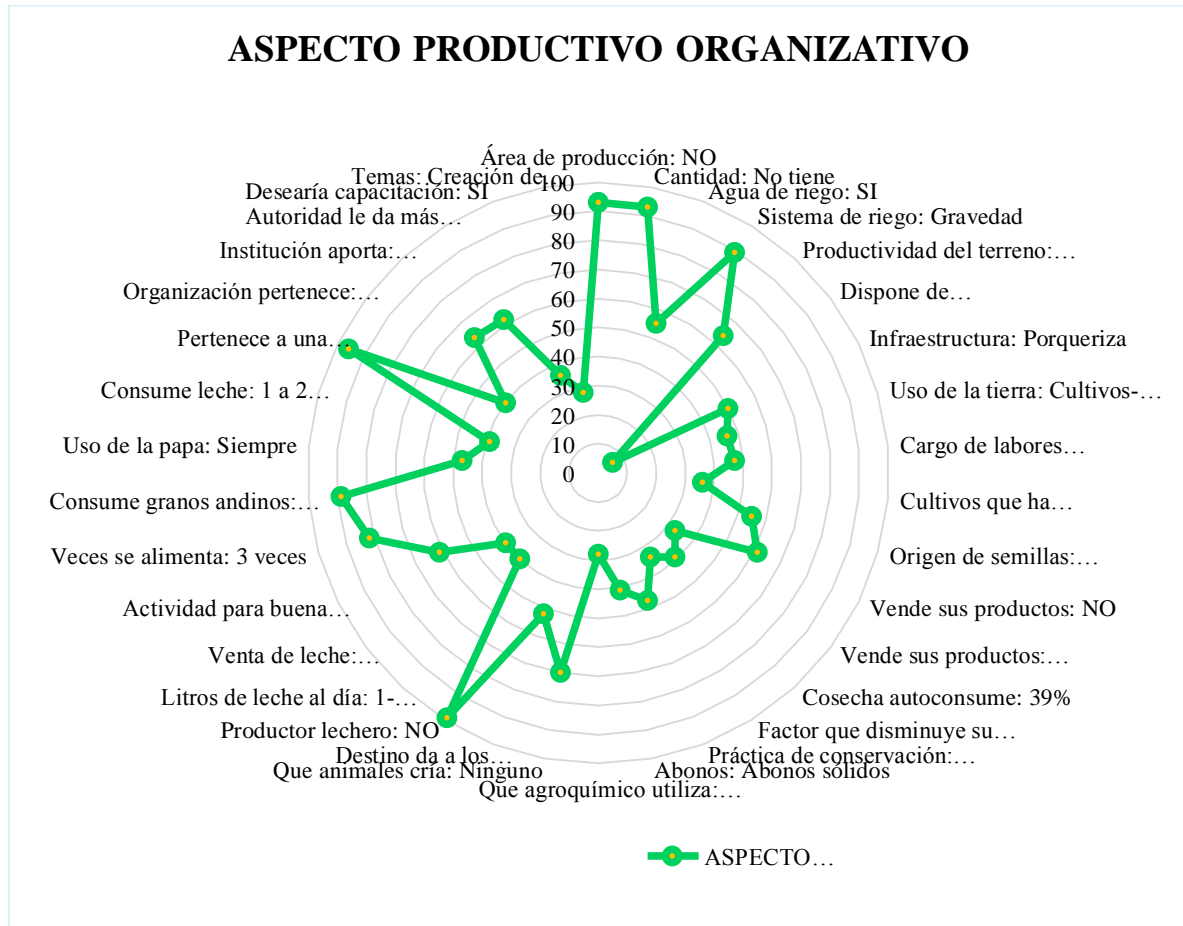 ASPECTO PRODUCTIVO ORGANIZATIVO
Área de producción: NO
Cantidad: No tiene
Agua de riego: SI
Sistema de riego: Gravedad
Productividad del terreno:…
Dispone de…
Infraestructura: Porqueriza
Uso de la tierra: Cultivos-…
Cargo de labores…
Cultivos que ha…
Origen de semillas:…
Vende sus productos: NO
Vende sus productos:…
Cosecha autoconsume: 39%
Factor que disminuye su…
Práctica de conservación:…
Abonos: Abonos sólidos
Que agroquímico utiliza:…
Que animales cría: Ninguno
Destino da a los…
Productor lechero: NO
Litros de leche al día: 1-…
Venta de leche:…
Actividad para buena…
Veces se alimenta: 3 veces
Consume granos andinos:…
Uso de la papa: Siempre
Consume leche: 1 a 2…
Pertenece a una…
Organización pertenece:…
Institución aporta:…
Autoridad le da más…
Desearía capacitación: SI
Temas: Creación de…
100
90
80
70
60
50
40
30
20
10
0
ASPECTO…